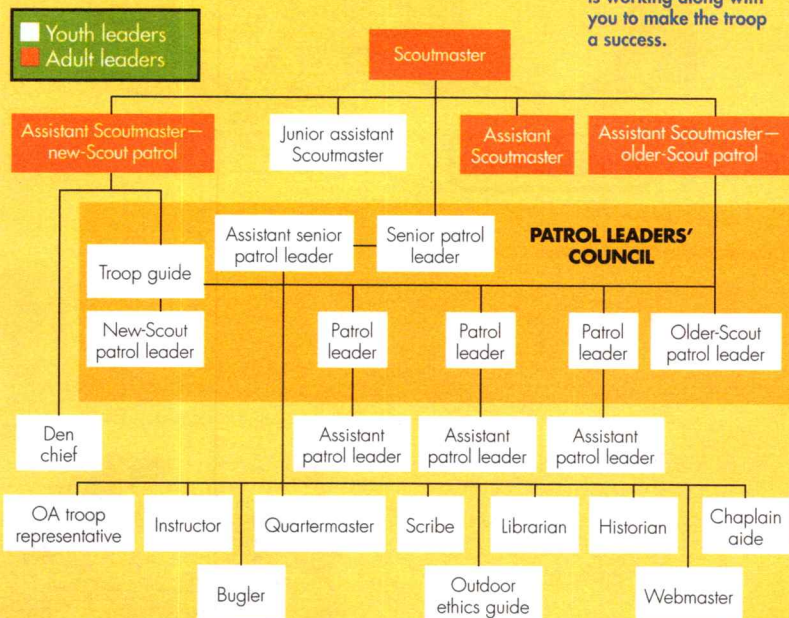 is working along with
you to make the troop
a success.
Youth leaders
Adult leaders
Scoutmaster
Assistant Scoutmaster—
new-Scout patrol
Junior assistant
Scoutmaster
Assistant
Scoutmaster
Assistant Scoutmaster—
older-Scout patrol
PATROL LEADERS'
COUNCIL
Assistant senior
patrol leader
Senior patrol
leader
Troop guide
New-Scout
patrol leader
Patrol
leader
Patrol
leader
Patrol
leader
Older-Scout
patrol leader
Den
chief
Assistant
patrol leader
Assistant
patrol leader
Assistant
patrol leader
OA troop
representative
Instructor
Quartermaster
Scribe
Librarian
Historian
Chaplain
aide
Bugler
Outdoor
ethics guide
Webmaster